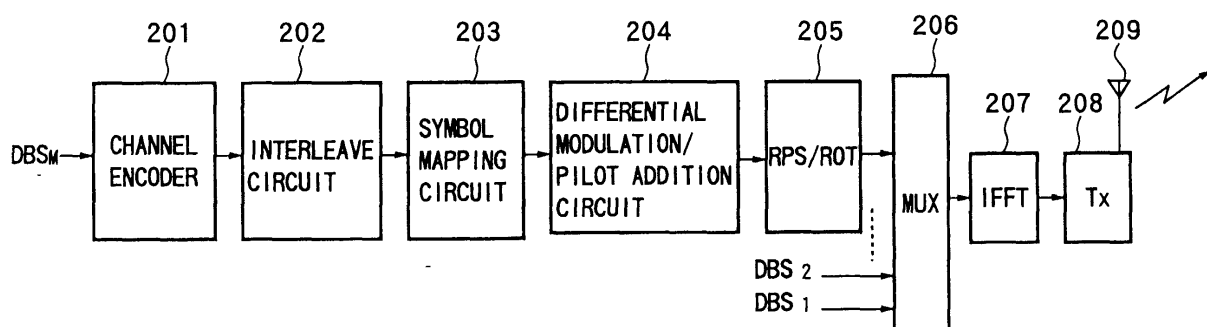 201
202
203
204
205
206
207
208
209
DBSM
CHANNEL
ENCODER
INTERLEAVE
CIRCUIT
SYMBOL
MAPPING
CIRCUIT
DIFFERENTIAL
MODULATION/
PILOT ADDITION
CIRCUIT
RPS/ROT
MUX
IFFT
Tx
DBS 2
DBS 1